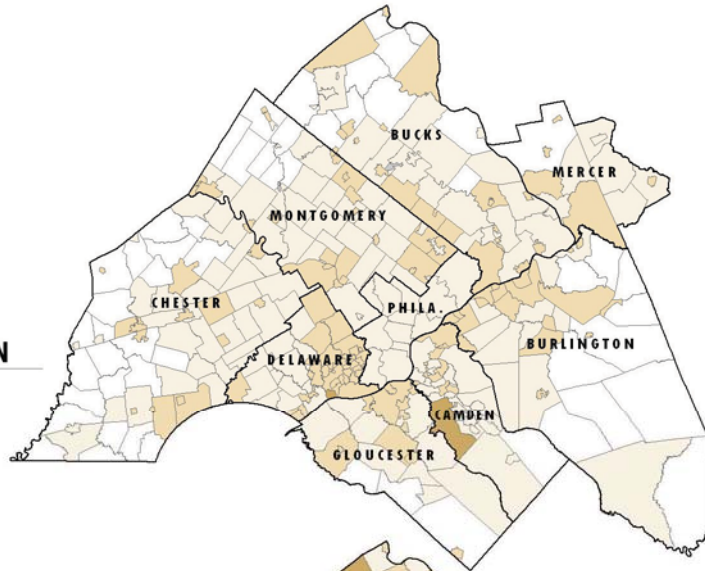 BUCKS
MERCER
MONTGOMERY
CHESTER
PHILA.
N
DELAWARE
BURLINGTON
CAMDEN
GLOUCESTER